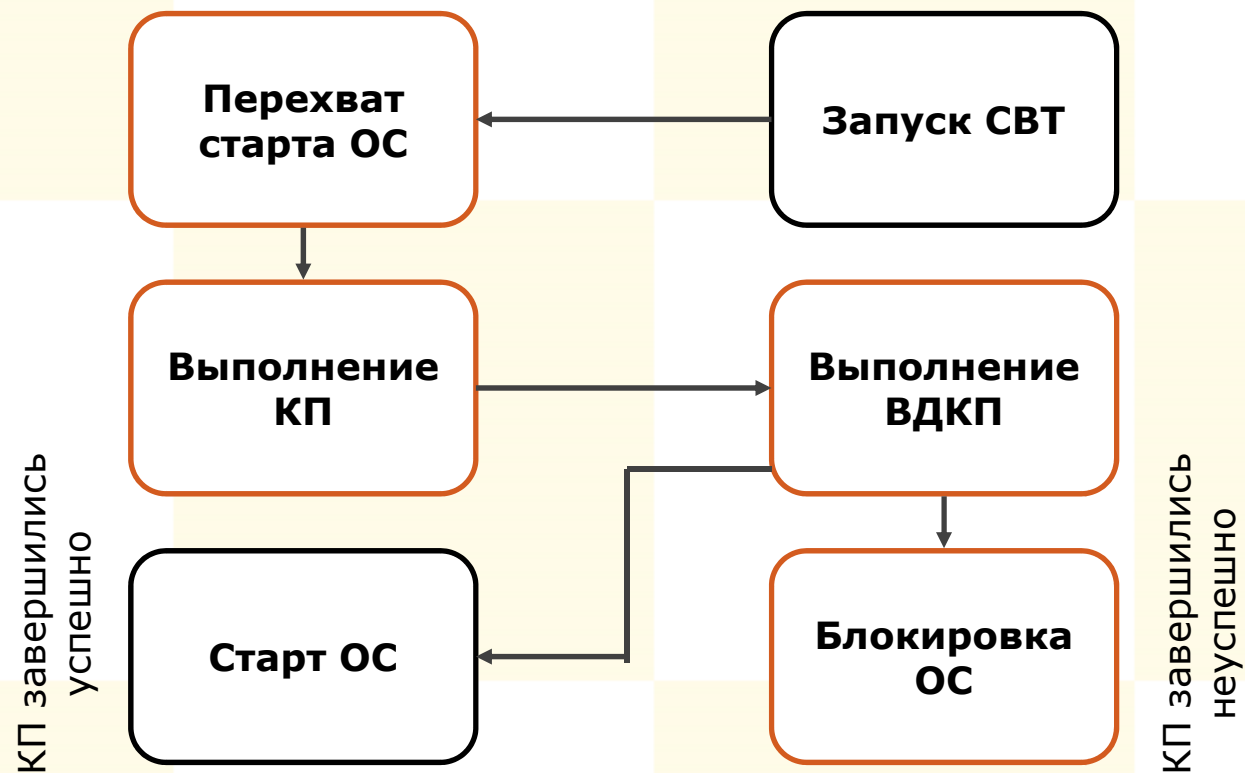 Перехват
старта ОС
Запуск СВТ
Выполнение
КП
Выполнение
ВДКП
КП завершились
успешно
Старт ОС
Блокировка
ОС
КП завершились
неуспешно